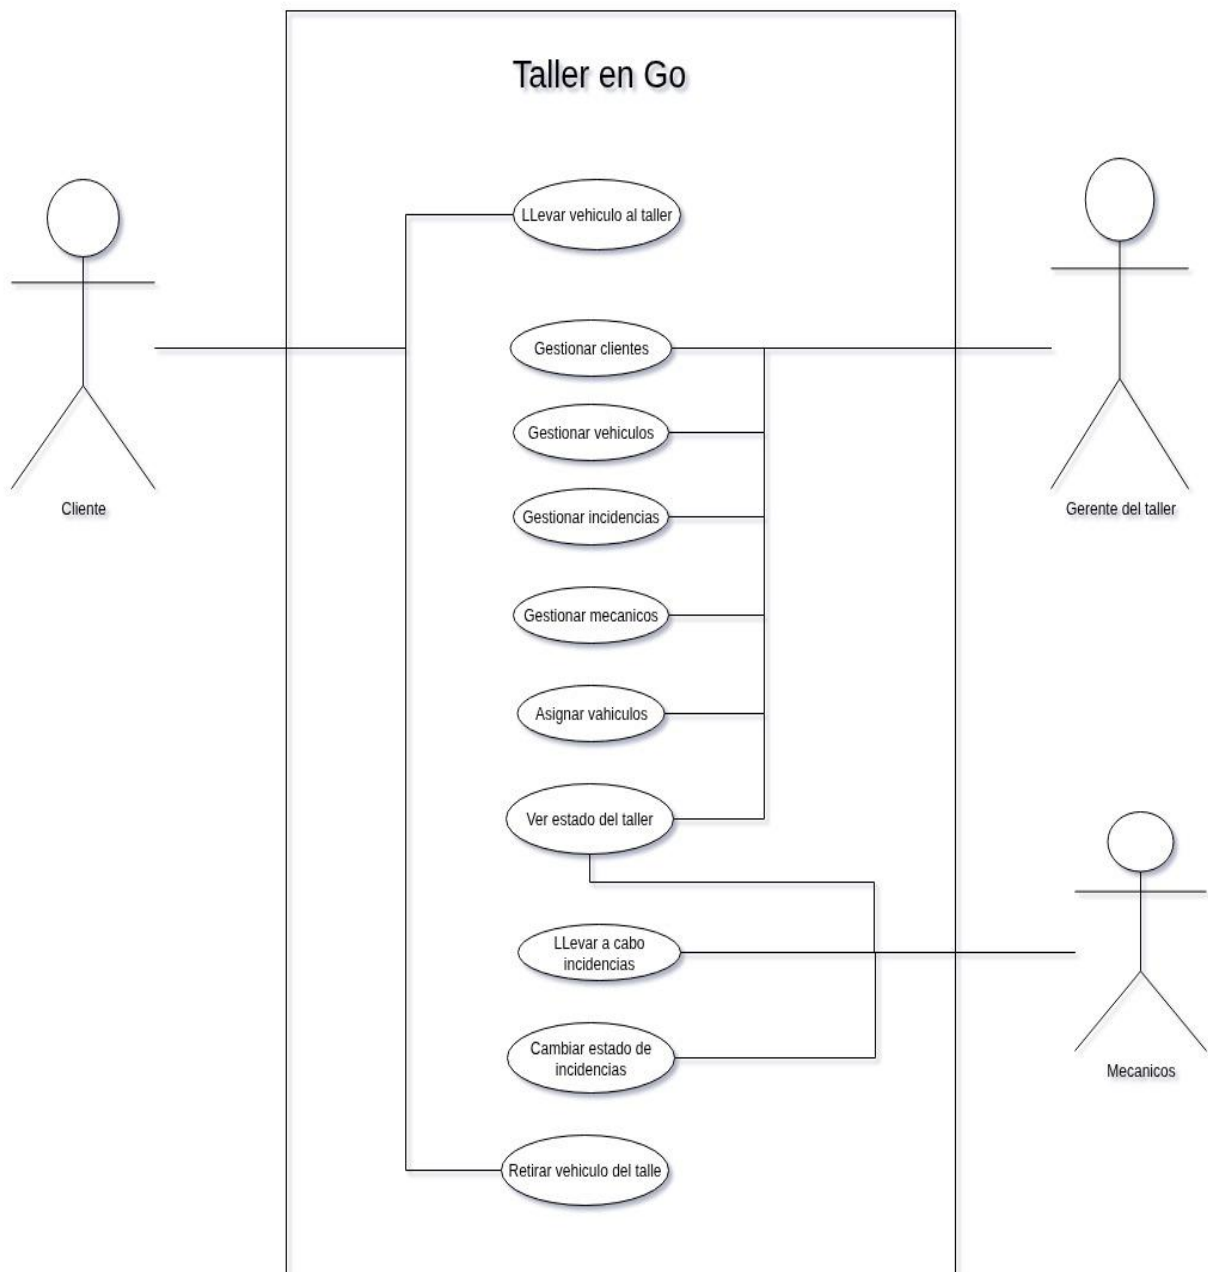 Taller en Go
LLevar vehiculo al taller
Gestionar clientes
Gestionar vehiculos
Gestionar incidencias
Cliente
Gerente del taller
Gestionar mecanicos
Asignar vahiculos
Ver estado del taller
LLevar a cabo
incidencias
Cambiar estado de
incidencias
Mecanicos
Retirar vehiculo del talle